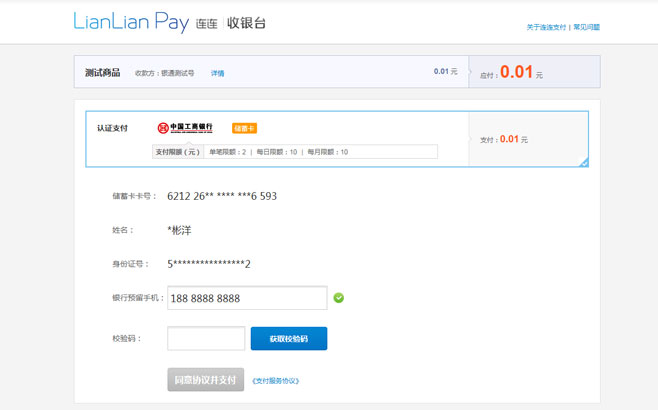 LianLian Pay 连连 | 收银台
关于连连支付 | 常见问题
测试商品 收款方：银通测试号 详情 0.01 元 应付：0.01 元
认证支付 中国工商银行 储蓄卡
支付限额（元） 单笔限额：2 | 每日限额：10 | 每月限额：10
支付：0.01 元
储蓄卡卡号： 6212 26** **** ***6 593
姓名： *彬洋
身份证号： 5****************2
银行预留手机： 188 8888 8888
校验码： 获取校验码
同意协议并支付 《支付服务协议》